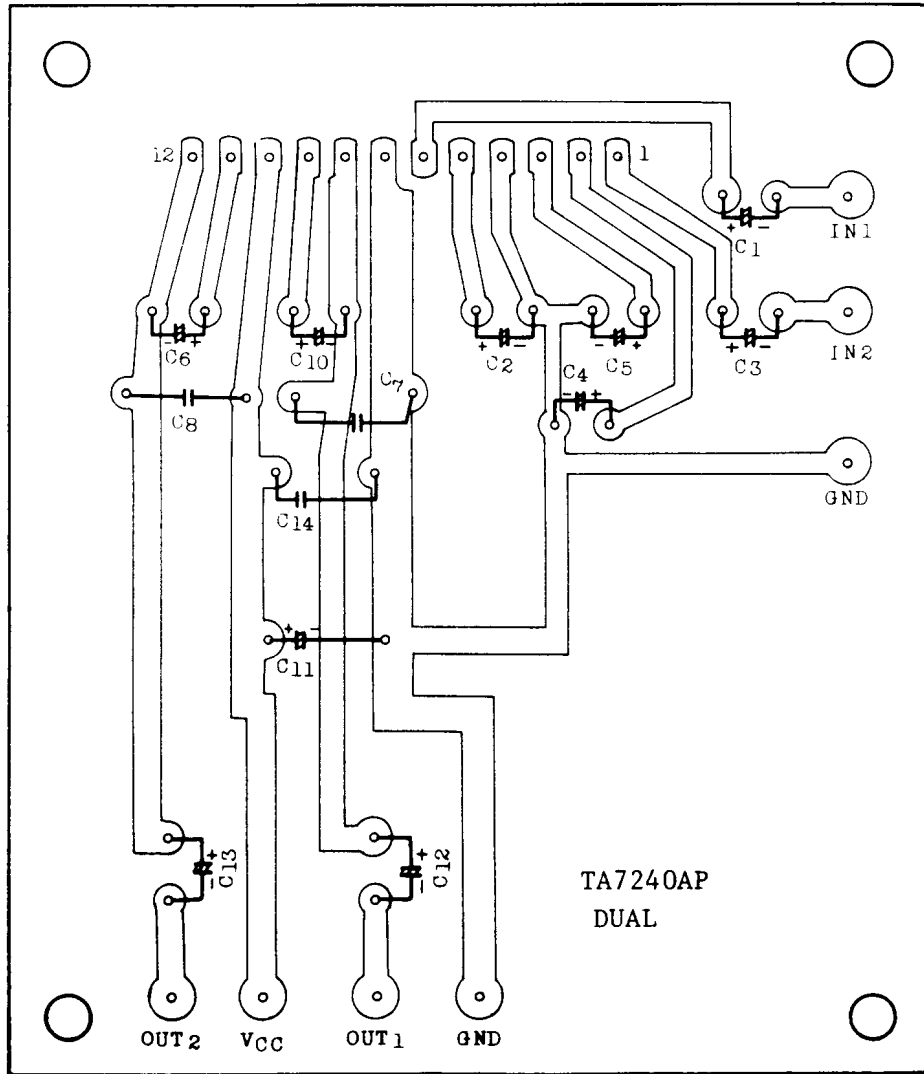 12
1
+ -
C1
IN1
- +
C6
+ -
C10
+ -
C2
- +
C5
+ -
C3
IN2
C7
C4
- +
C8
C14
GND
+ -
C11
+
-
C13
+
-
C12
TA7240AP
DUAL
OUT2
VCC
OUT1
GND